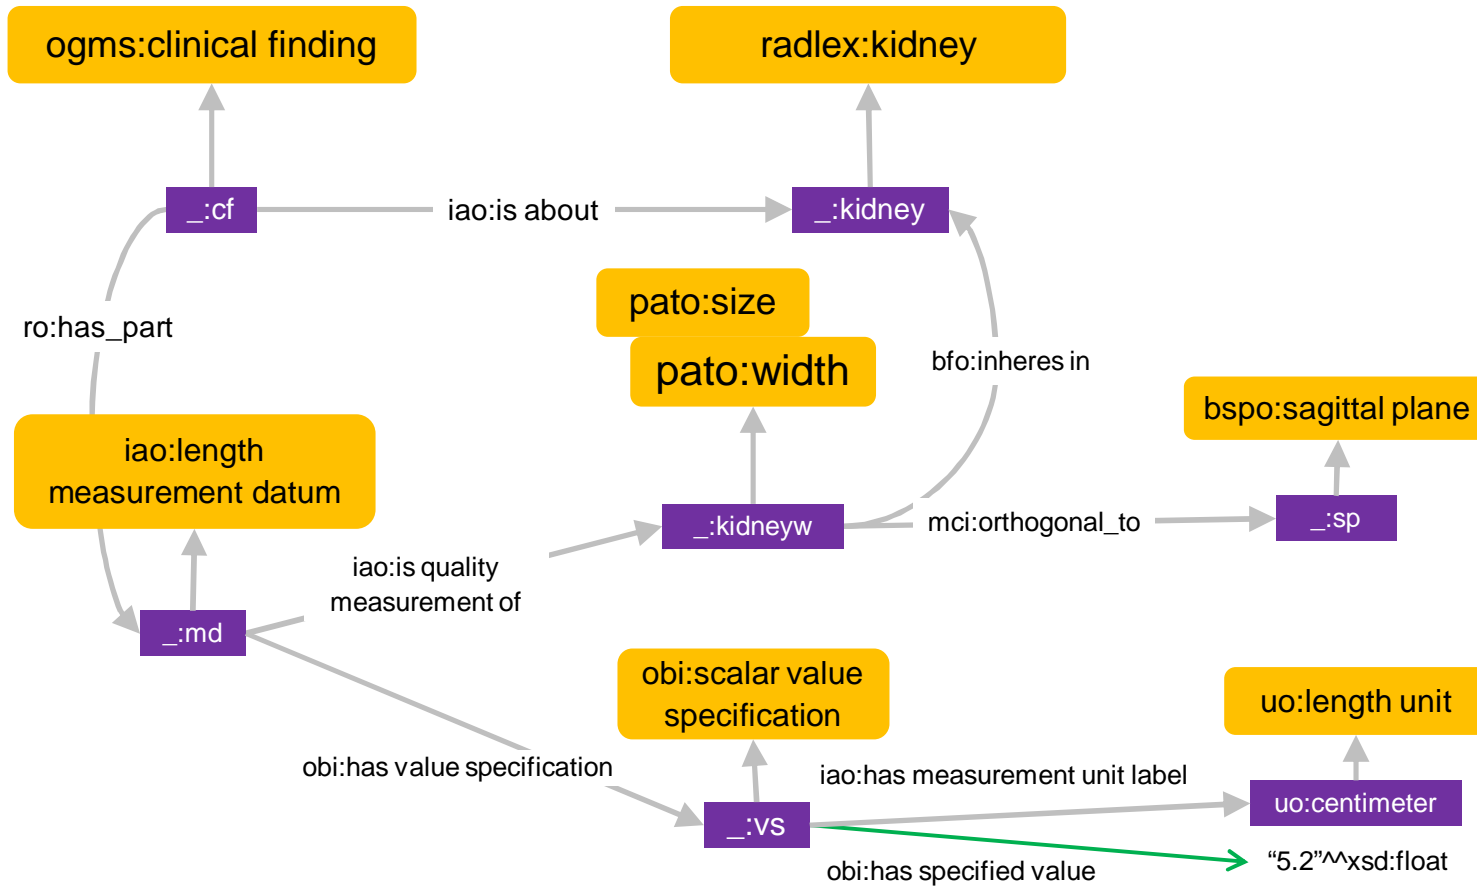 ogms:clinical finding
radlex:kidney
_:cf
iao:is about
_:kidney
pato:size
ro:has_part
pato:width
bfo:inheres in
bspo:sagittal plane
iao:length
measurement datum
_:kidneyw
mci:orthogonal_to
_:sp
iao:is quality
measurement of
_:md
obi:scalar value
specification
uo:length unit
obi:has value specification
iao:has measurement unit label
uo:centimeter
_:vs
obi:has specified value
“5.2”^^xsd:float